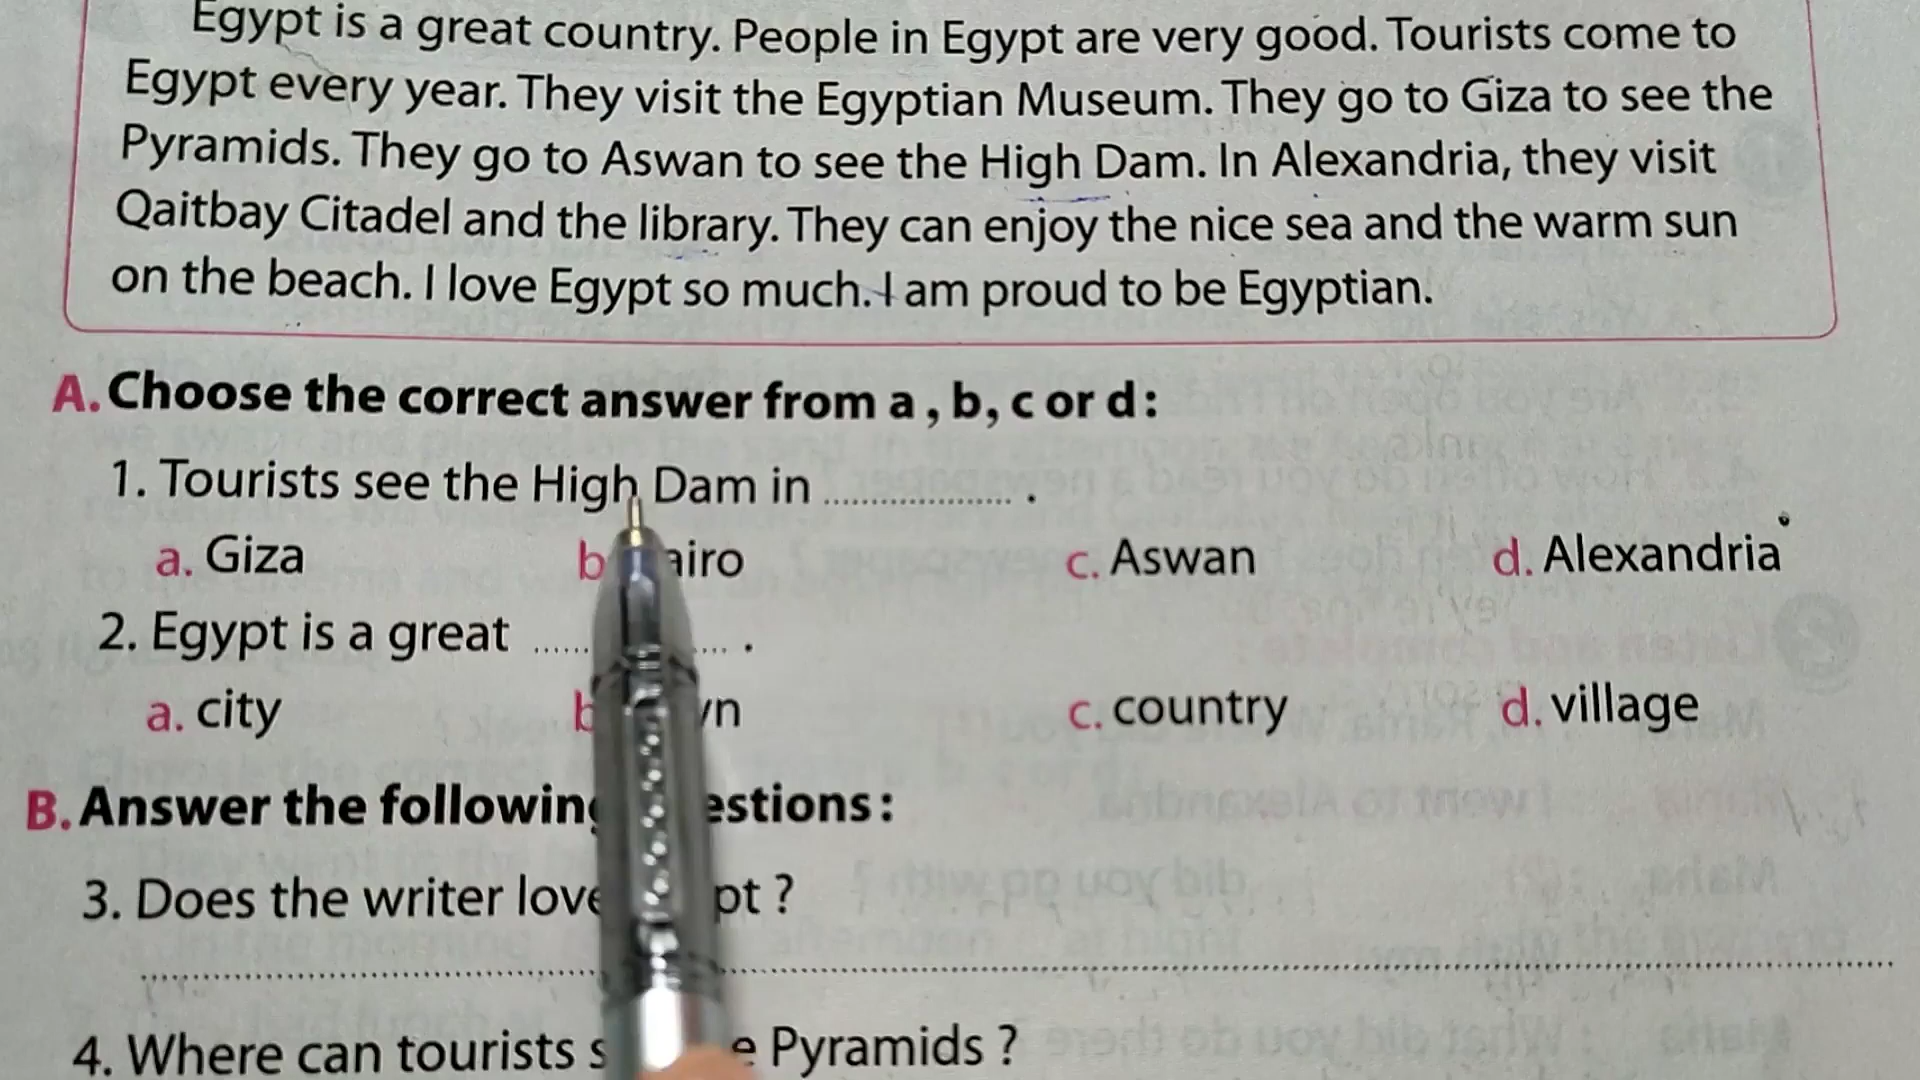 Egypt is a great country. People in Egypt are very good. Tourists come to
Egypt every year. They visit the Egyptian Museum. They go to Giza to see the
Pyramids. They go to Aswan to see the High Dam. In Alexandria, they visit
Qaitbay Citadel and the library. They can enjoy the nice sea and the warm sun
on the beach. I love Egypt so much. I am proud to be Egyptian.
A. Choose the correct answer from a , b, c or d :
1. Tourists see the High Dam in .................... .
a. Giza b airo c. Aswan d. Alexandria
2. Egypt is a great .................... .
a. city b wn c. country d. village
B. Answer the following estions :
3. Does the writer love pt ?
4. Where can tourists s e Pyramids ?